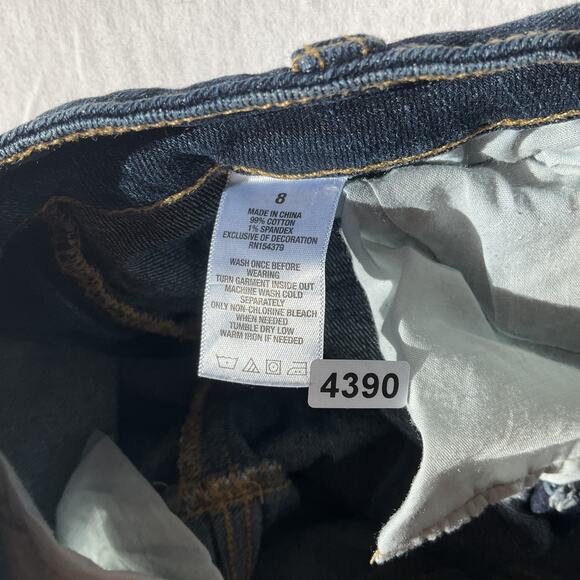 8
MADE IN CHINA
99% COTTON
1% SPANDEX
EXCLUSIVE OF DECORATION
RN154379
WASH ONCE BEFORE
WEARING
TURN GARMENT INSIDE OUT
MACHINE WASH COLD
SEPARATELY
ONLY NON-CHLORINE BLEACH
WHEN NEEDED
TUMBLE DRY LOW
WARM IRON IF NEEDED
4390